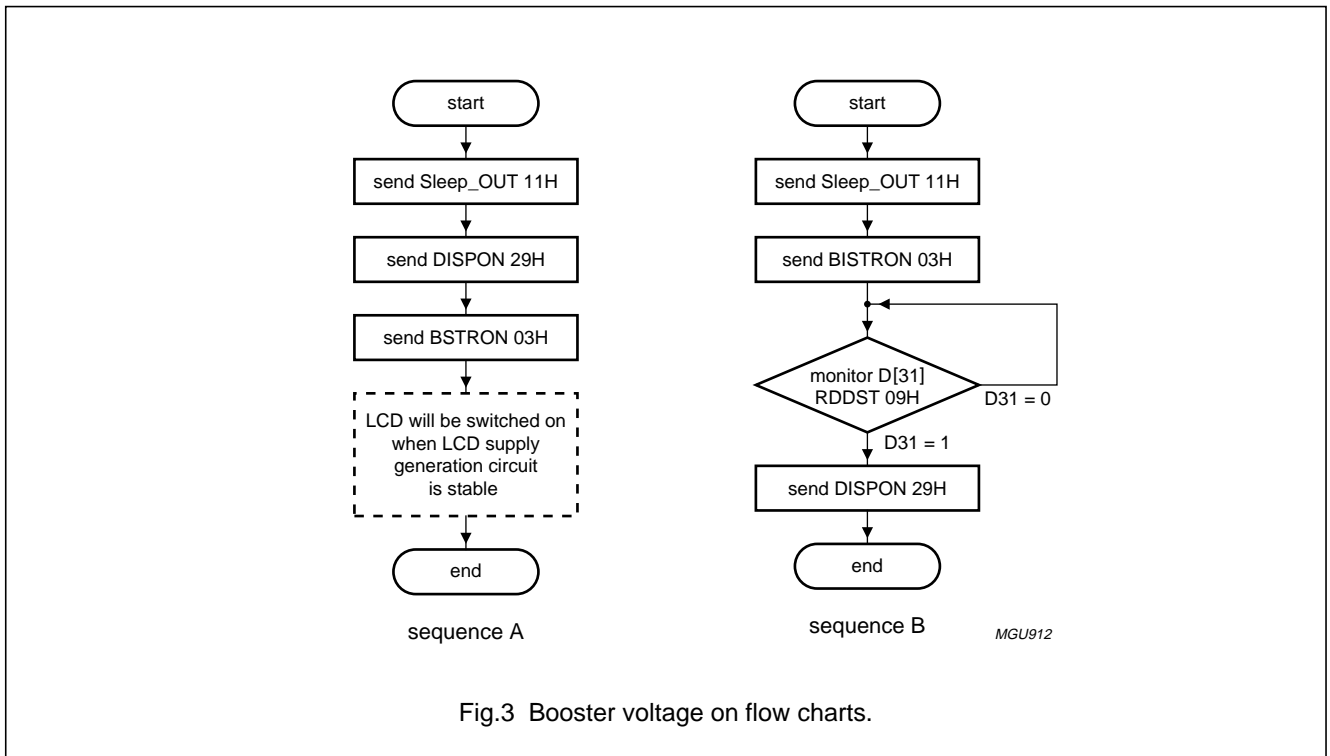 start
send Sleep_OUT 11H
send DISPON 29H
send BSTRON 03H
LCD will be switched on
when LCD supply
generation circuit
is stable
end
sequence A
start
send Sleep_OUT 11H
send BISTRON 03H
monitor D[31]
RDDST 09H
D31 = 0
D31 = 1
send DISPON 29H
end
sequence B
MGU912
Fig.3 Booster voltage on flow charts.